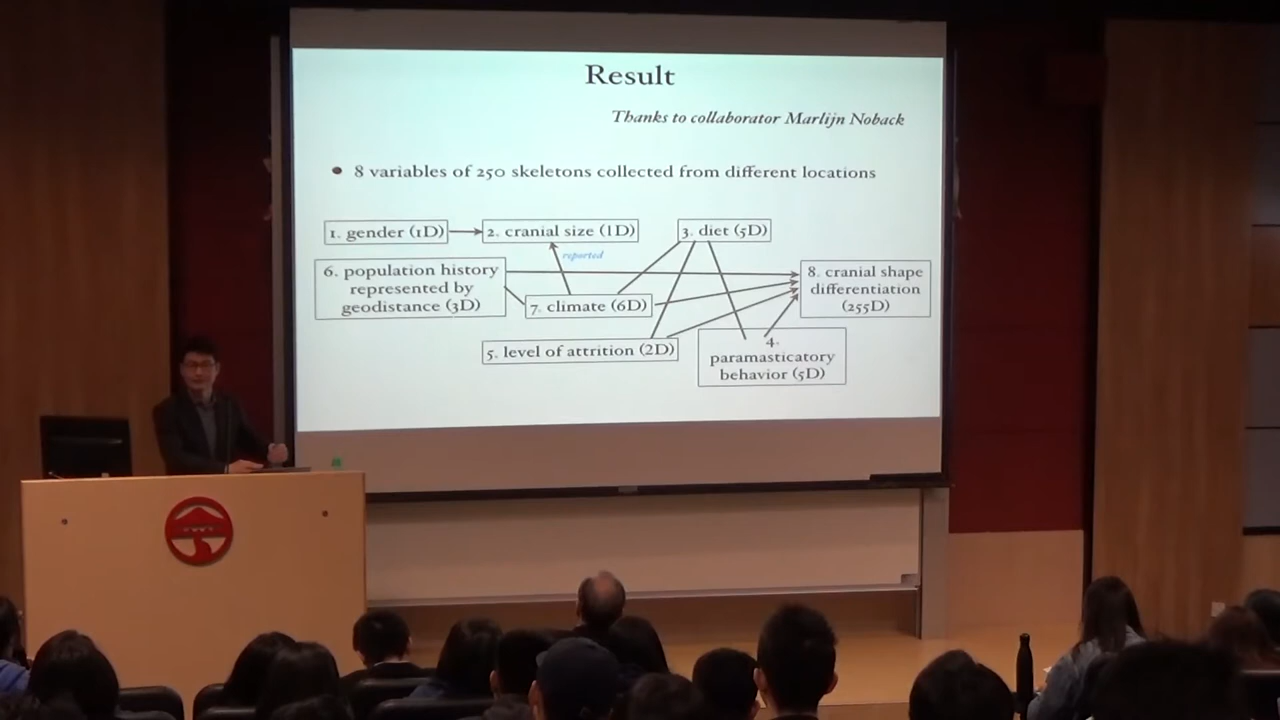 Result
Thanks to collaborator Marlijn Noback
8 variables of 250 skeletons collected from different locations
1. gender (1D)
2. cranial size (1D)
3. diet (5D)
reported
6. population history
represented by
geodistance (3D)
7. climate (6D)
8. cranial shape
differentiation
(255D)
5. level of attrition (2D)
4.
paramasticatory
behavior (5D)